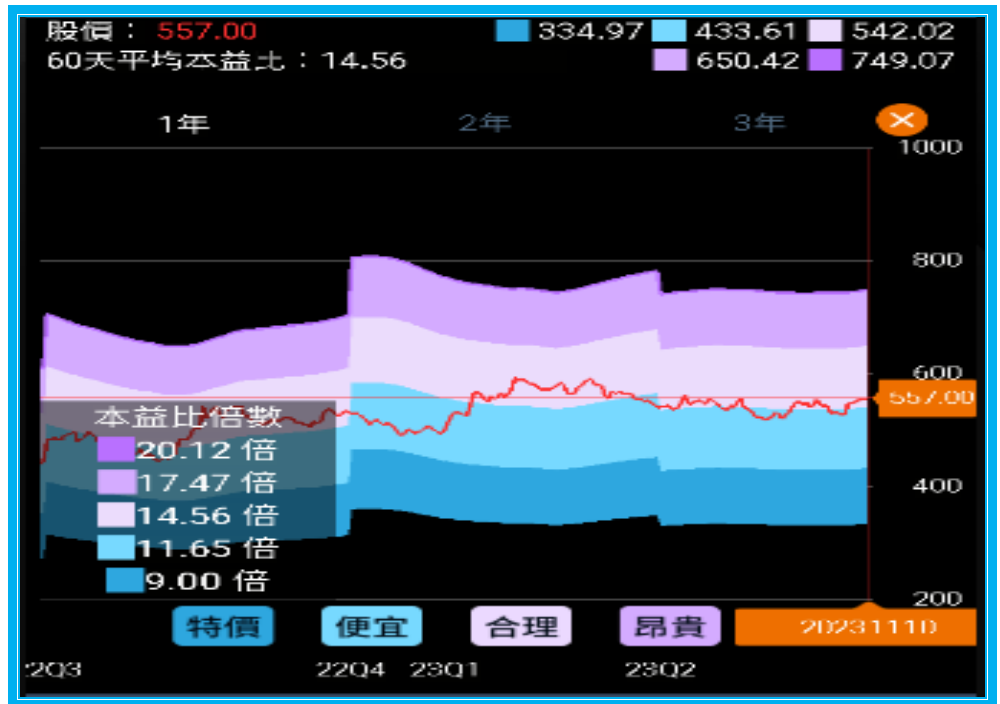 股價： 557.00 334.97 433.61 542.02
60天平均本益比：14.56 650.42 749.07
1年 2年 3年
1000
800
600
557.00
400
200
本益比倍數
20.12 倍
17.47 倍
14.56 倍
11.65 倍
9.00 倍
特價 便宜 合理 昂貴 20231110
22Q4 23Q1 23Q2